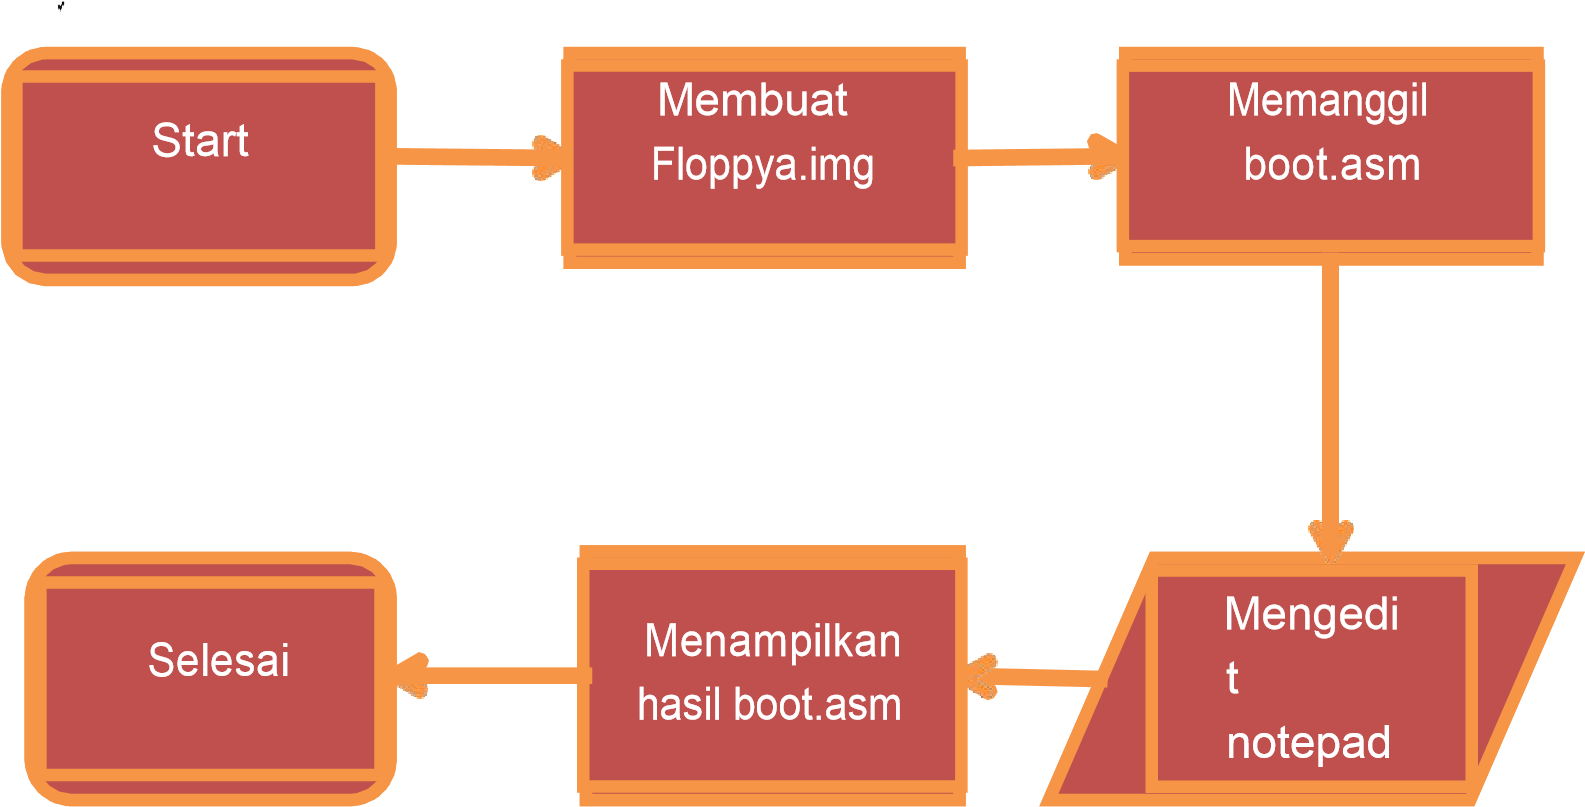 Start
Membuat
Floppya.img
Memanggil
boot.asm
Mengedi
t
notepad
Menampilkan
hasil boot.asm
Selesai